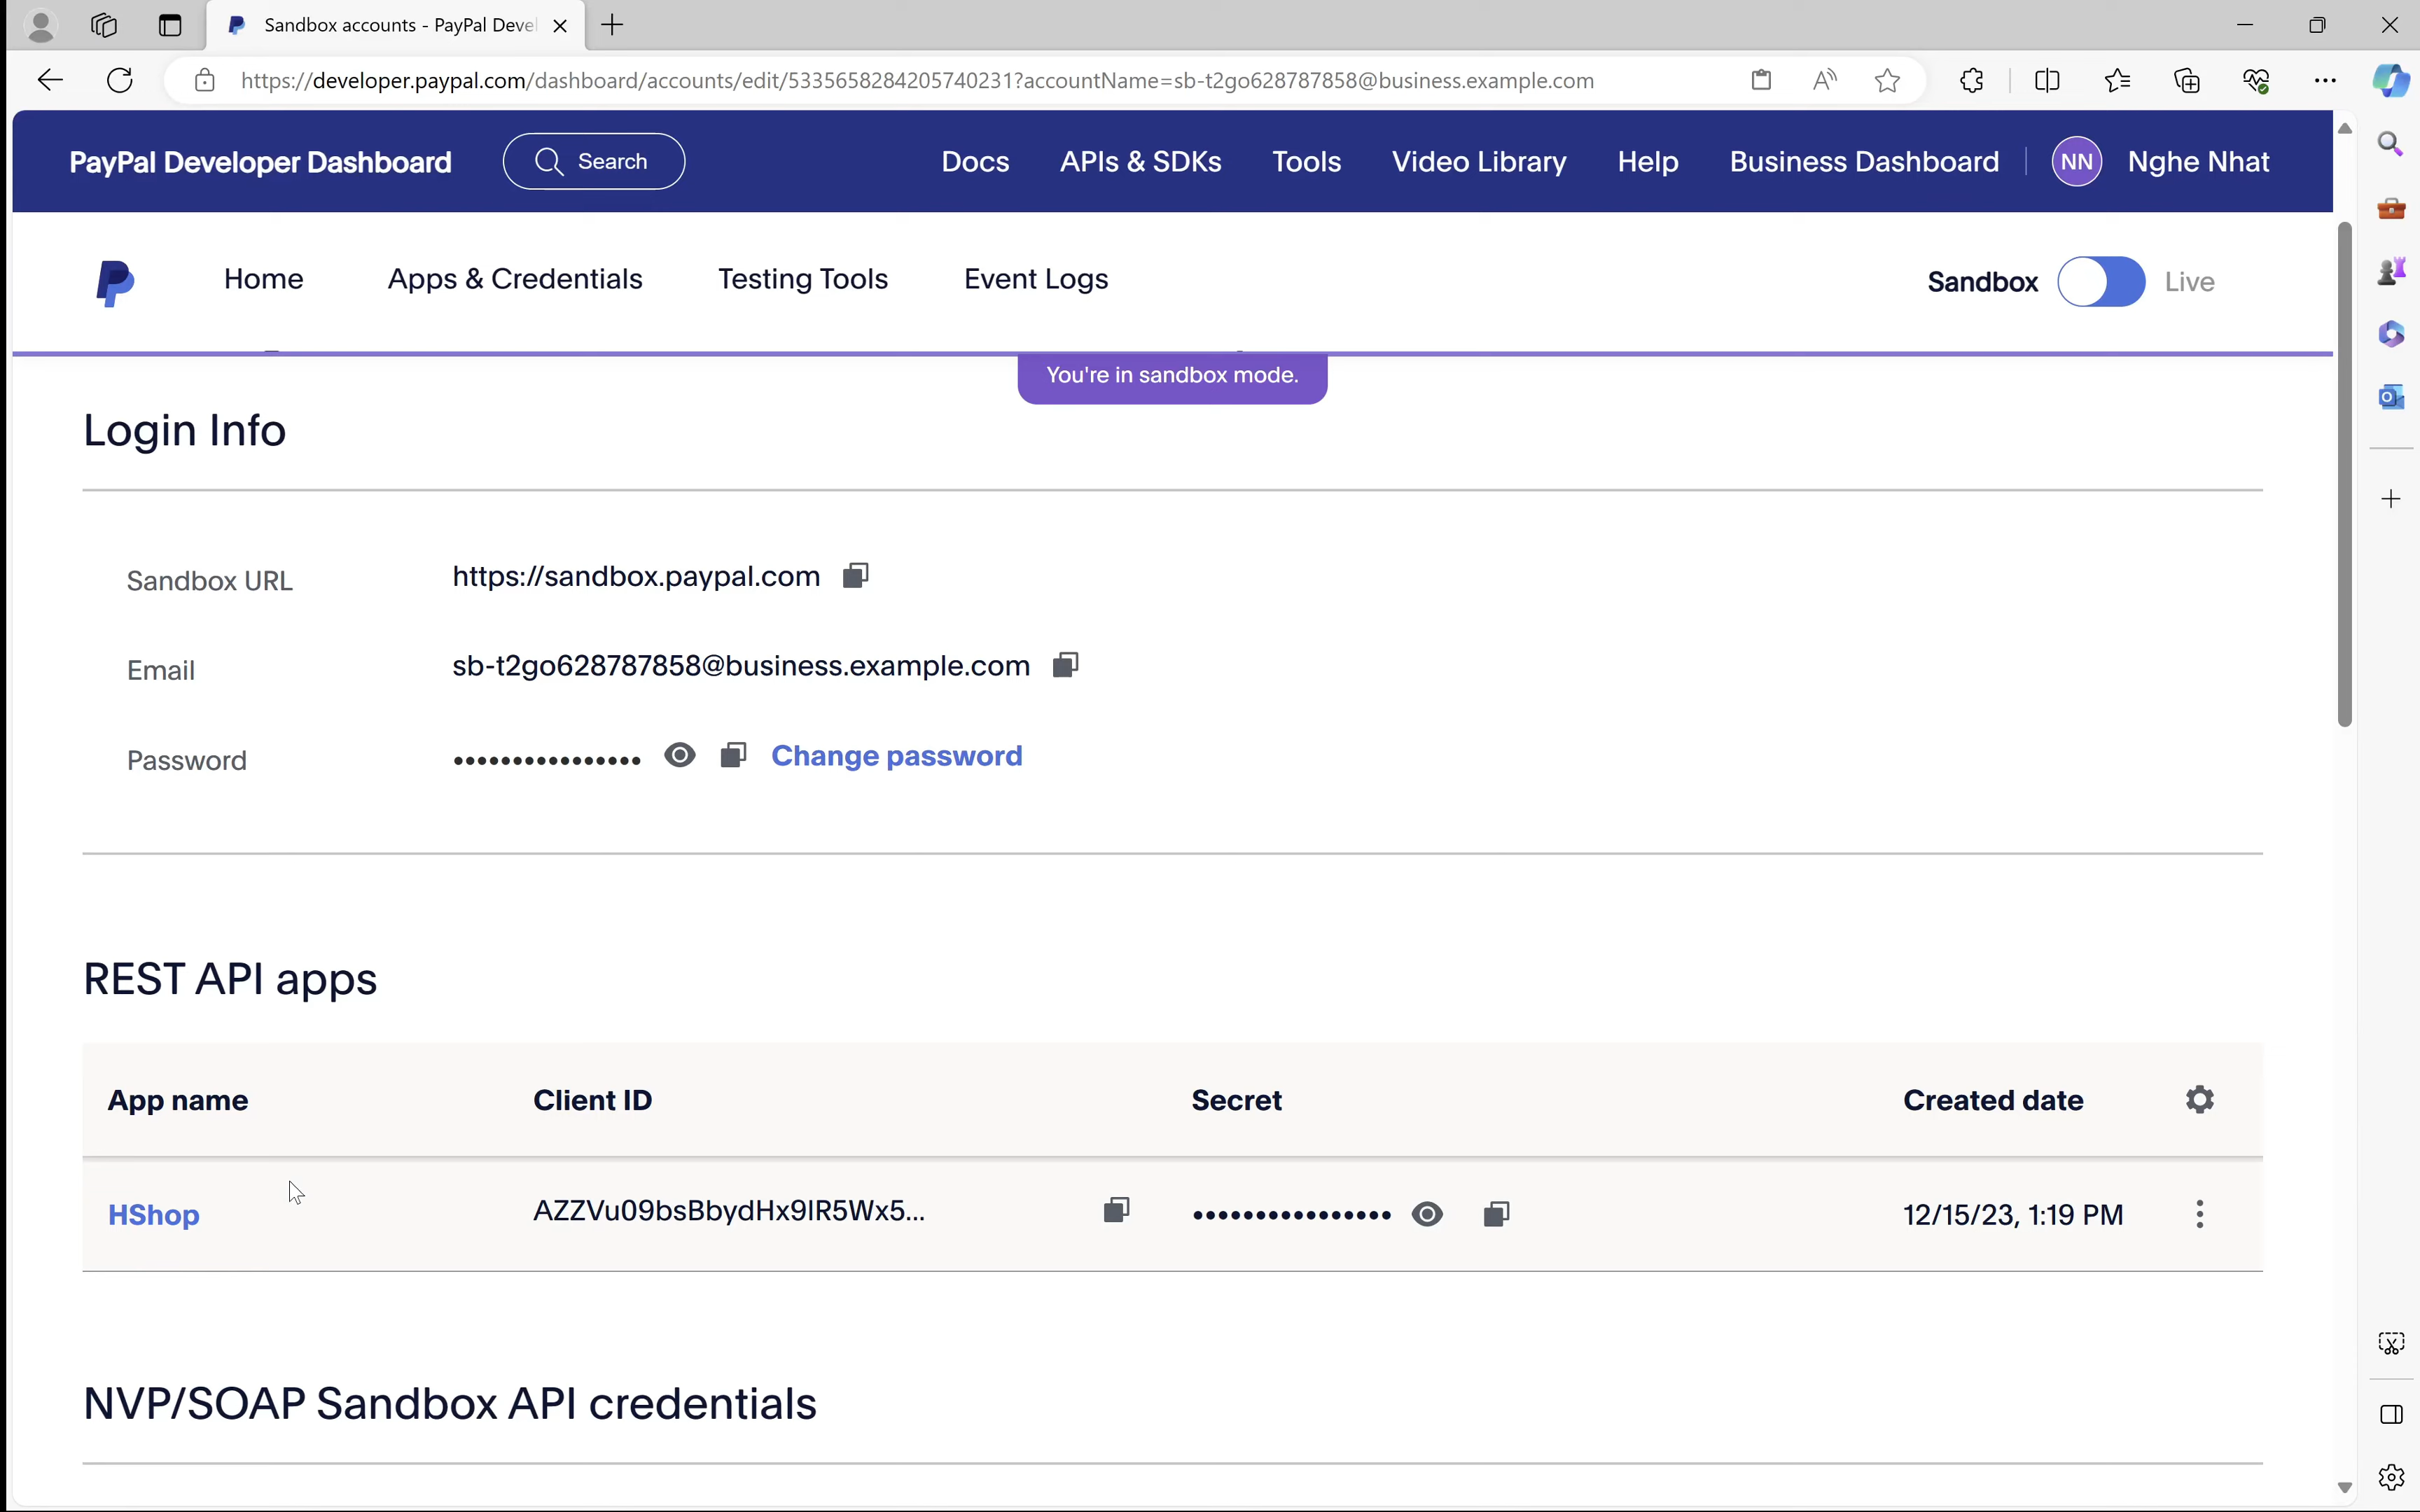 Sandbox accounts - PayPal Deve
https://developer.paypal.com/dashboard/accounts/edit/5335658284205740231?accountName=sb-t2go628787858@business.example.com
PayPal Developer Dashboard Search Docs APIs & SDKs Tools Video Library Help Business Dashboard NN Nghe Nhat
Home Apps & Credentials Testing Tools Event Logs Sandbox Live
You're in sandbox mode.
Login Info
Sandbox URL https://sandbox.paypal.com
Email sb-t2go628787858@business.example.com
Password •••••••••••••••• Change password
REST API apps
App name Client ID Secret Created date
HShop AZZVu09bsBbydHx9IR5Wx5... •••••••••••••••• 12/15/23, 1:19 PM
NVP/SOAP Sandbox API credentials